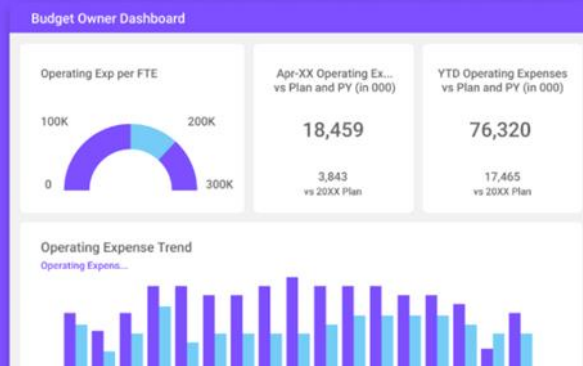 Budget Owner Dashboard
Operating Exp per FTE
100K
200K
0
300K
Apr-XX Operating Ex...
vs Plan and PY (in 000)
18,459
3,843
vs 20XX Plan
YTD Operating Expenses
vs Plan and PY (in 000)
76,320
17,465
vs 20XX Plan
Operating Expense Trend
Operating Expens...